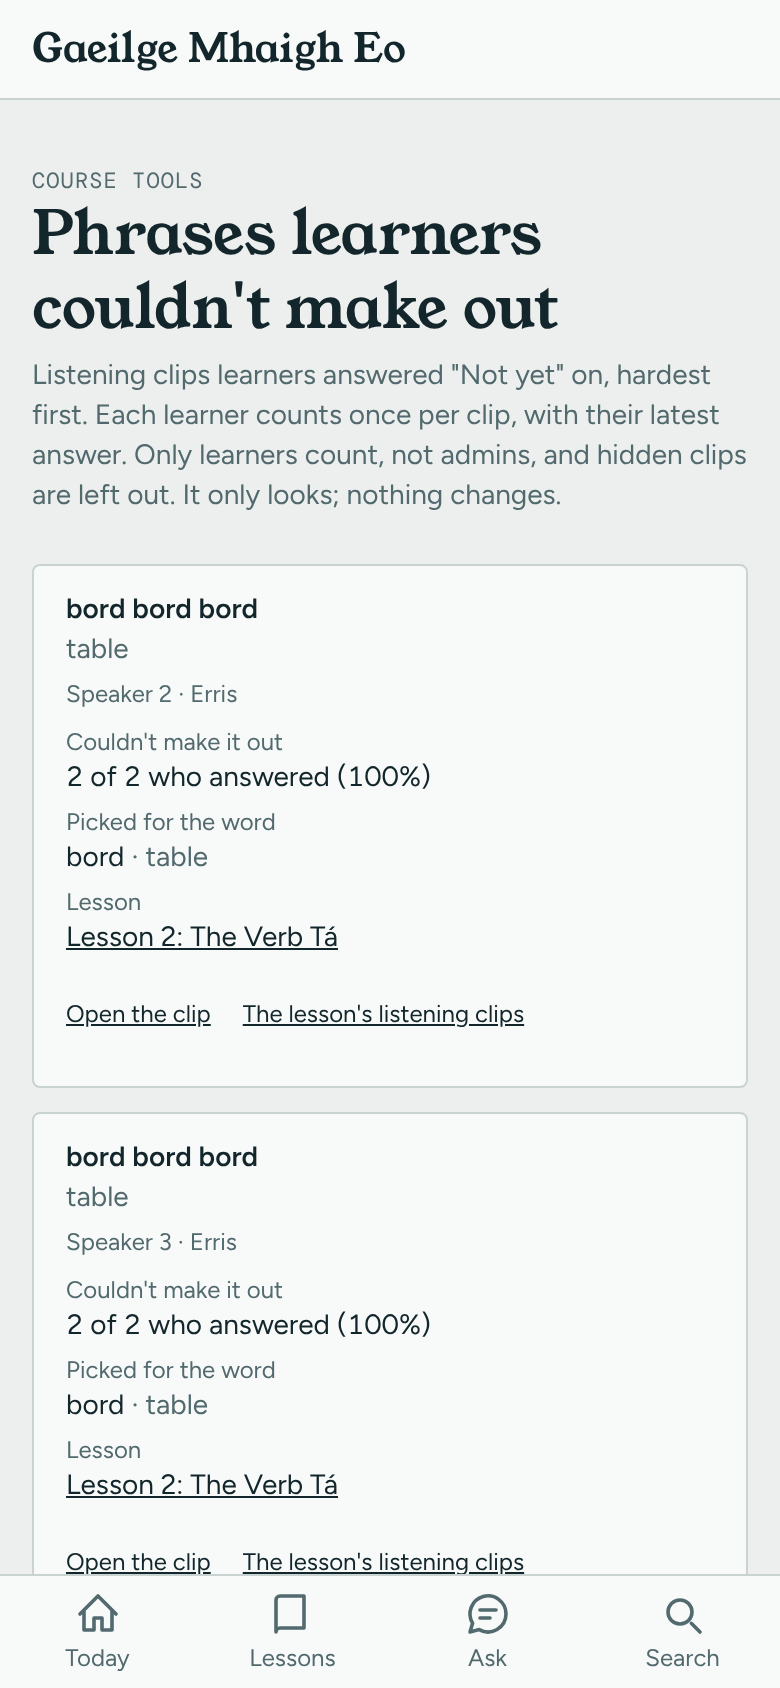 Gaeilge Mhaigh Eo
COURSE TOOLS
Phrases learners
couldn't make out
Listening clips learners answered "Not yet" on, hardest
first. Each learner counts once per clip, with their latest
answer. Only learners count, not admins, and hidden clips
are left out. It only looks; nothing changes.
bord bord bord
table
Speaker 2 · Erris
Couldn't make it out
2 of 2 who answered (100%)
Picked for the word
bord · table
Lesson
Lesson 2: The Verb Tá
Open the clip The lesson's listening clips
bord bord bord
table
Speaker 3 · Erris
Couldn't make it out
2 of 2 who answered (100%)
Picked for the word
bord · table
Lesson
Lesson 2: The Verb Tá
Open the clip The lesson's listening clips
Today Lessons Ask Search